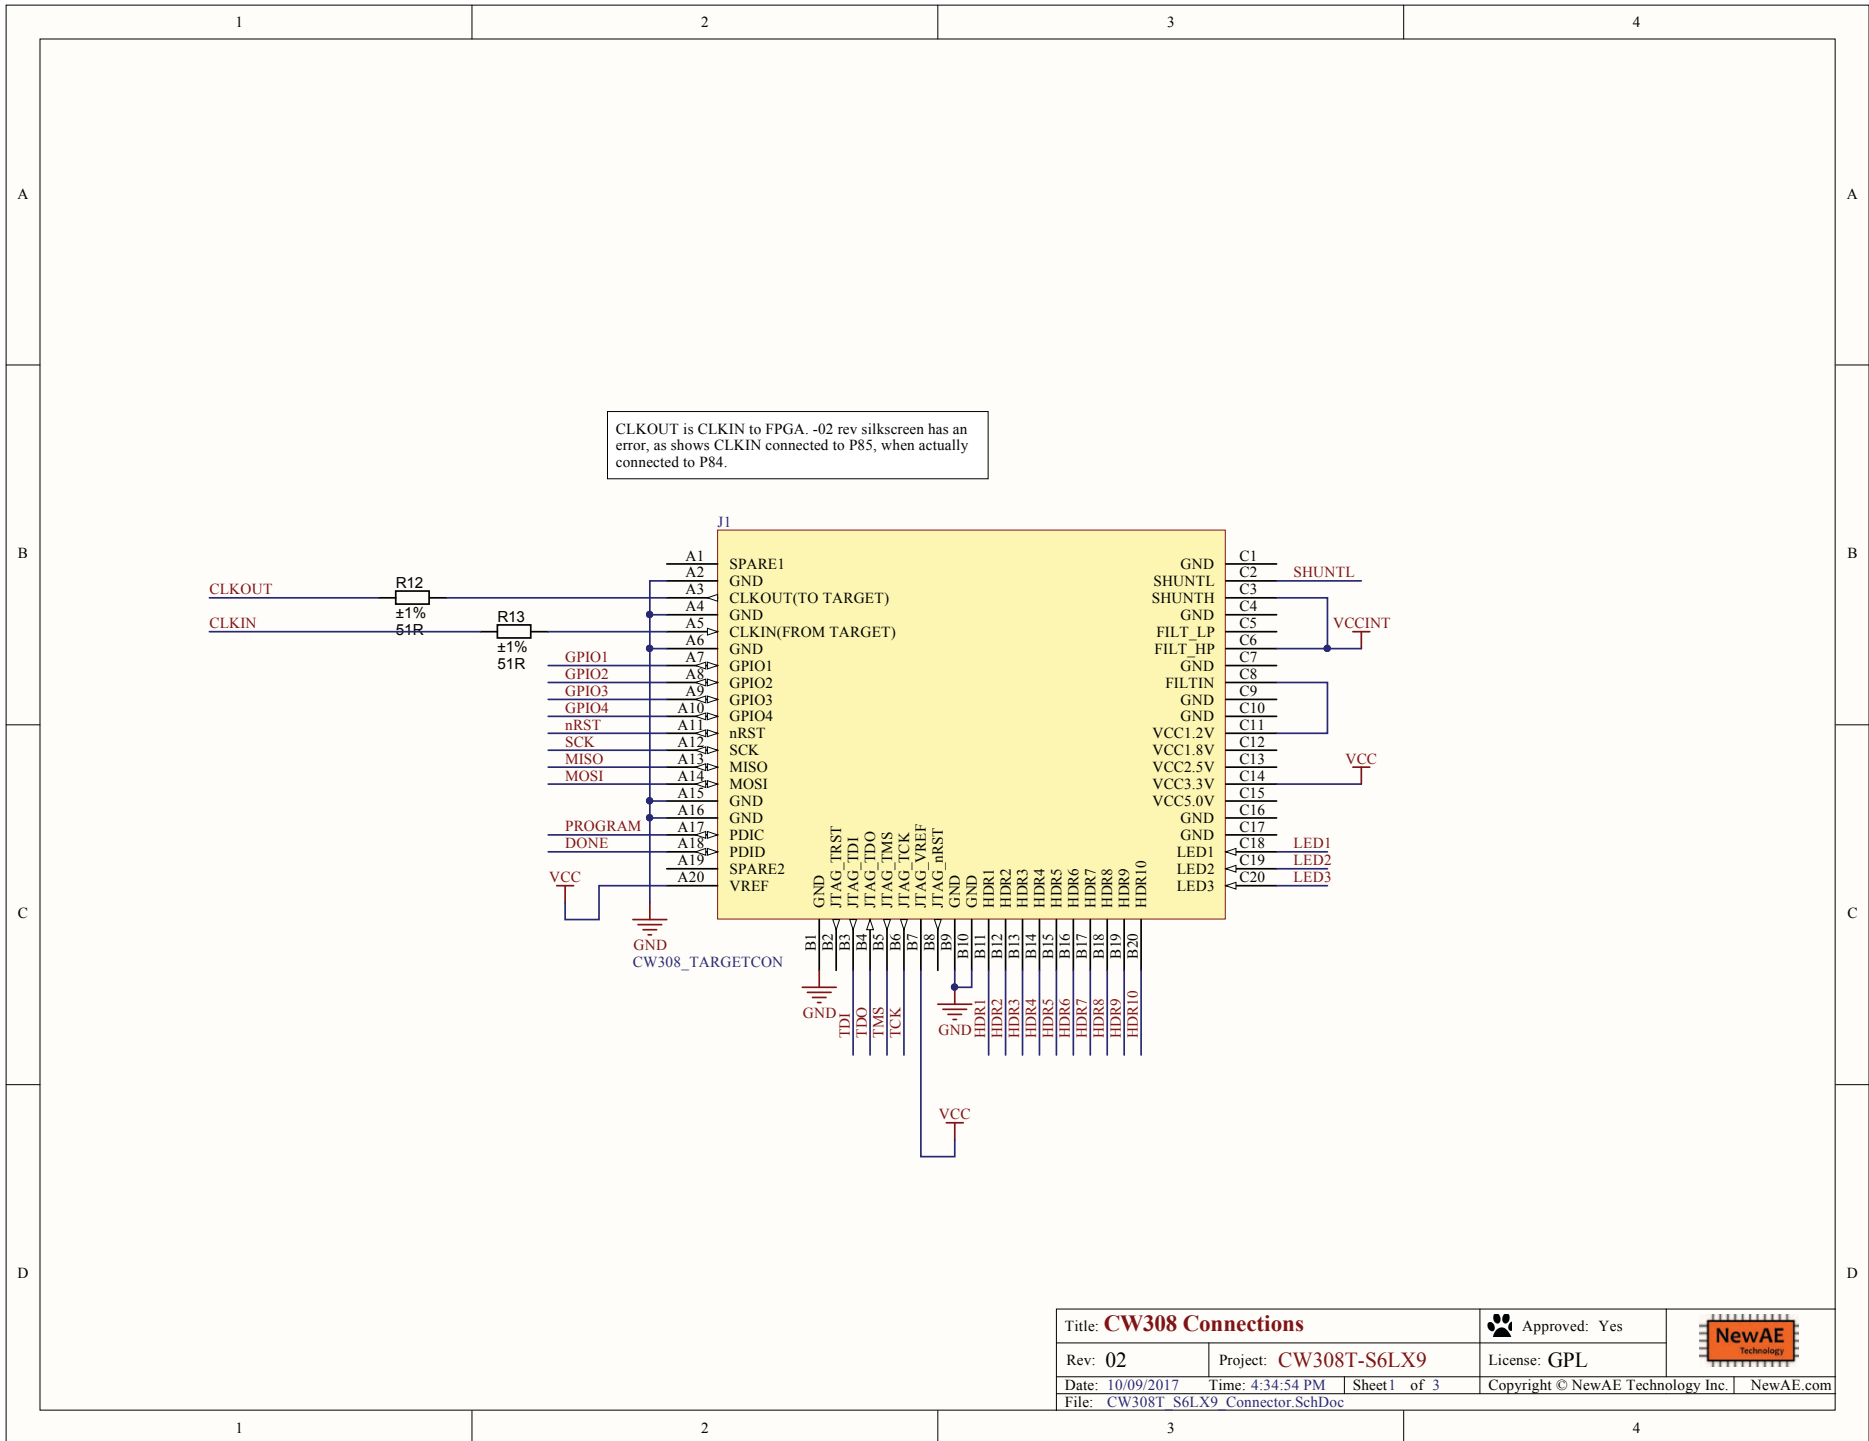 1 2 3 4
A A
B B
C C
D D
CLKOUT is CLKIN to FPGA. -02 rev silkscreen has an
error, as shows CLKIN connected to P85, when actually
connected to P84.
J1
CLKOUT
R12
±1%
51R
CLKIN
R13
±1%
51R
GPIO1
GPIO2
GPIO3
GPIO4
nRST
SCK
MISO
MOSI
PROGRAM
DONE
VCC
GND
CW308_TARGETCON
A1 SPARE1
A2 GND
A3 CLKOUT(TO TARGET)
A4 GND
A5 CLKIN(FROM TARGET)
A6 GND
A7 GPIO1
A8 GPIO2
A9 GPIO3
A10 GPIO4
A11 nRST
A12 SCK
A13 MISO
A14 MOSI
A15 GND
A16 GND
A17 PDIC
A18 PDID
A19 SPARE2
A20 VREF
GND B1
JTAG_TRST B2
JTAG_TDI B3
JTAG_TDO B4
JTAG_TMS B5
JTAG_TCK B6
JTAG_VREF B7
JTAG_nRST B8
GND B9
GND B10
HDR1 B11
HDR2 B12
HDR3 B13
HDR4 B14
HDR5 B15
HDR6 B16
HDR7 B17
HDR8 B18
HDR9 B19
HDR10 B20
GND
TDI
TDO
TMS
TCK
GND
HDR1
HDR2
HDR3
HDR4
HDR5
HDR6
HDR7
HDR8
HDR9
HDR10
VCC
GND C1
SHUNTL C2
SHUNTH C3
GND C4
FILT_LP C5
FILT_HP C6
GND C7
FILTIN C8
GND C9
GND C10
VCC1.2V C11
VCC1.8V C12
VCC2.5V C13
VCC3.3V C14
VCC5.0V C15
GND C16
GND C17
LED1 C18
LED2 C19
LED3 C20
SHUNTL
VCCINT
VCC
LED1
LED2
LED3
Title: CW308 Connections
Approved: Yes
Rev: 02 Project: CW308T-S6LX9 License: GPL
NewAE
Technology
Date: 10/09/2017 Time: 4:34:54 PM Sheet1 of 3 Copyright © NewAE Technology Inc. NewAE.com
File: CW308T_S6LX9_Connector.SchDoc
1 2 3 4